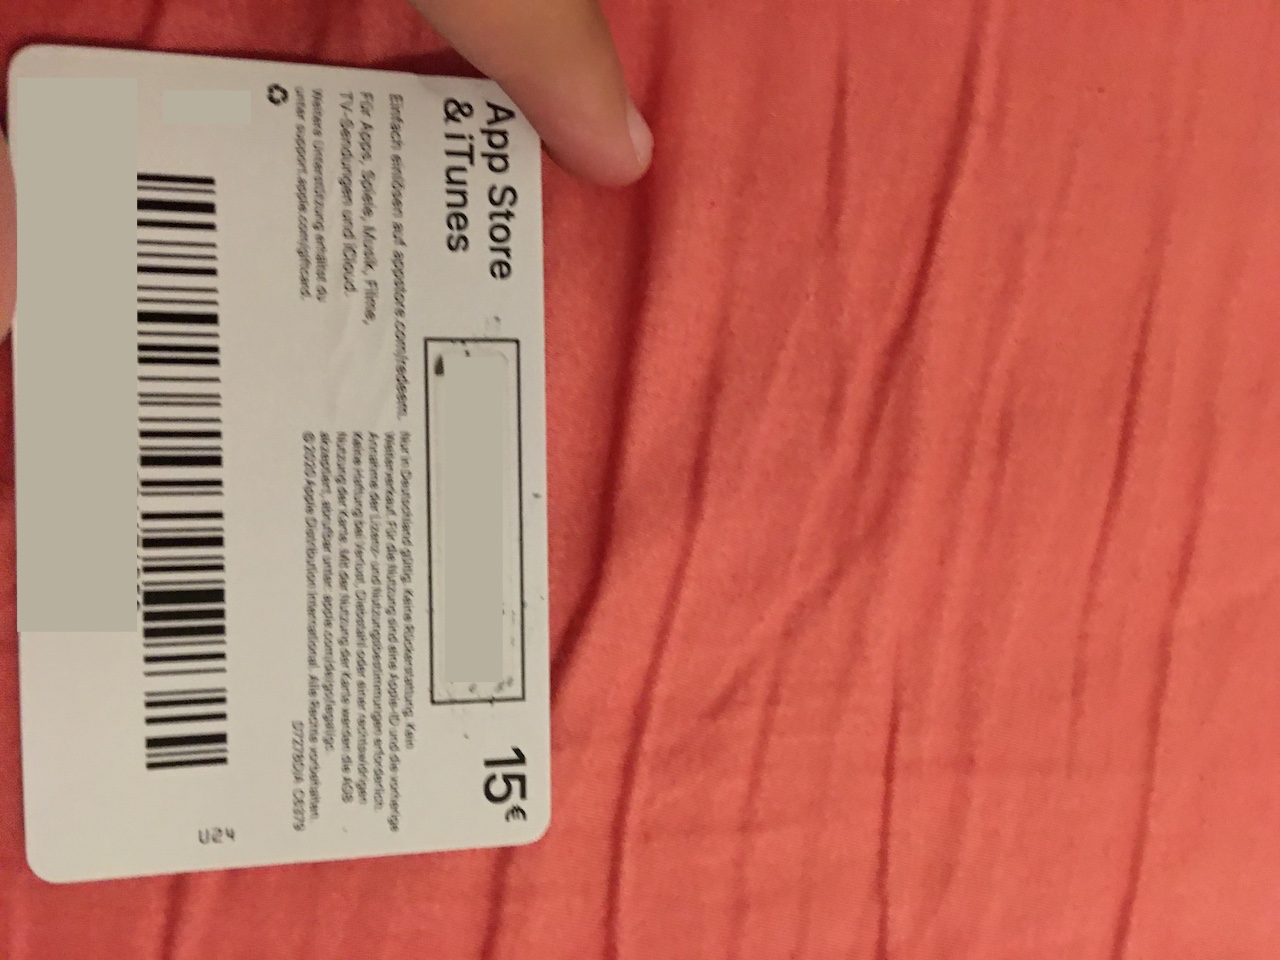 App Store
& iTunes
15€
Einfach einlösen auf appstore.com/redeem.
Für Apps, Spiele, Musik, Filme,
TV-Sendungen und iCloud.
Weitere Unterstützung erhältst du
unter support.apple.com/giftcard.
Nur in Deutschland gültig. Keine Rückerstattung. Kein
Weiterverkauf. Für die Nutzung sind eine Apple-ID und die vorherige
Annahme der Lizenz- und Nutzungsbestimmungen erforderlich.
Keine Haftung bei Verlust, Diebstahl oder einer rechtswidrigen
Nutzung der Karte. Mit der Nutzung der Karte werden die AGB
akzeptiert, abrufbar unter: apple.com/de/go/legal/gc
© 2020 Apple Distribution International. Alle Rechte vorbehalten.
U24